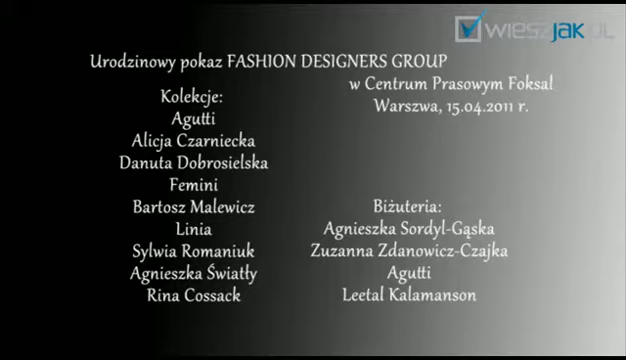 wieszjak.pl
Urodzinowy pokaz FASHION DESIGNERS GROUP
w Centrum Prasowym Foksal
Warszawa, 15.04.2011 r.
Kolekcje:
Agutti
Alicja Czarniecka
Danuta Dobrosielska
Femini
Bartosz Malewicz
Linia
Sylwia Romaniuk
Agnieszka Światły
Rina Cossack
Biżuteria:
Agnieszka Sordyl-Gąska
Zuzanna Zdanowicz-Czajka
Agutti
Leetal Kalamanson